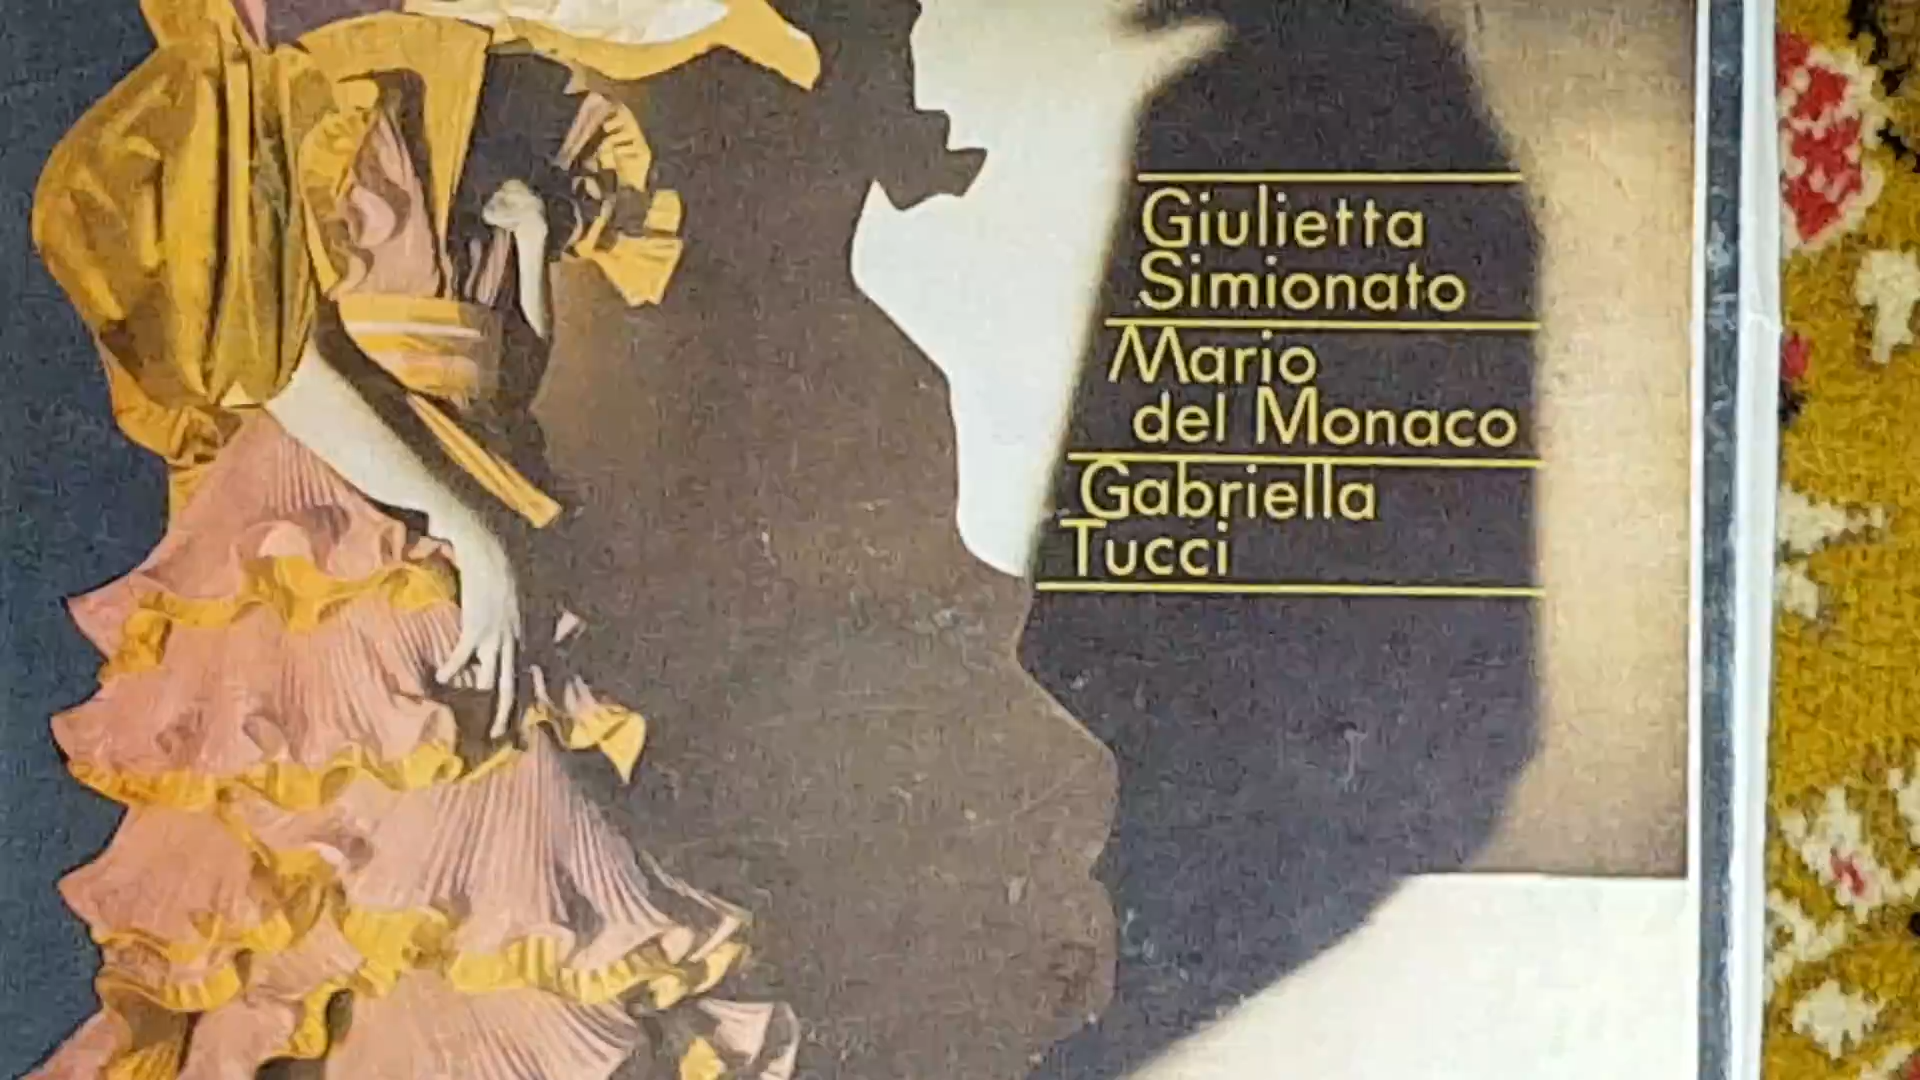 Giulietta
Simionato
Mario
del Monaco
Gabriella
Tucci